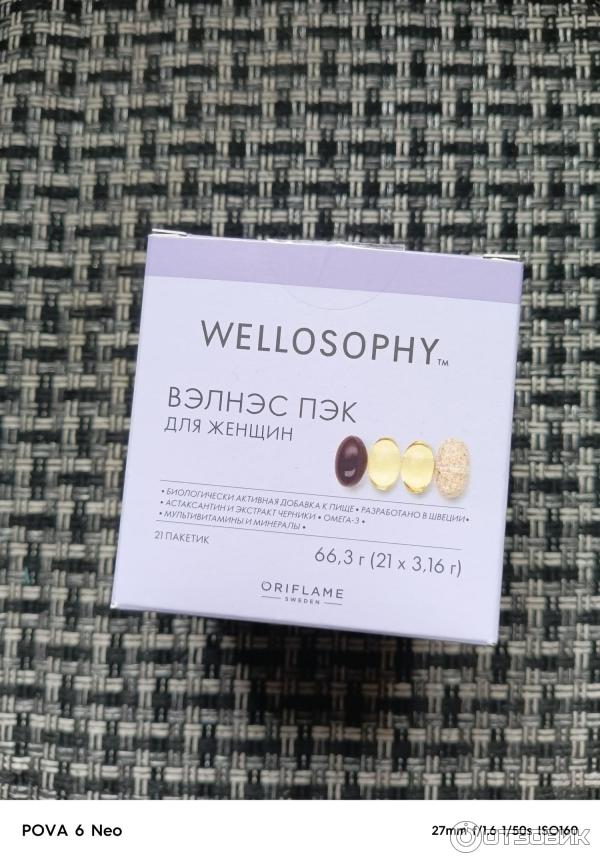 WELLOSOPHY™
ВЭЛНЭС ПЭК
ДЛЯ ЖЕНЩИН
• БИОЛОГИЧЕСКИ АКТИВНАЯ ДОБАВКА К ПИЩЕ • РАЗРАБОТАНО В ШВЕЦИИ•
• АСТАКСАНТИН И ЭКСТРАКТ ЧЕРНИКИ • ОМЕГА-3 •
• МУЛЬТИВИТАМИНЫ И МИНЕРАЛЫ •
21 ПАКЕТИК
66,3 г (21 x 3,16 г)
ORIFLAME
SWEDEN
POVA 6 Neo
27mm f/1.6 1/50s ISO160
ОТЗОВИК